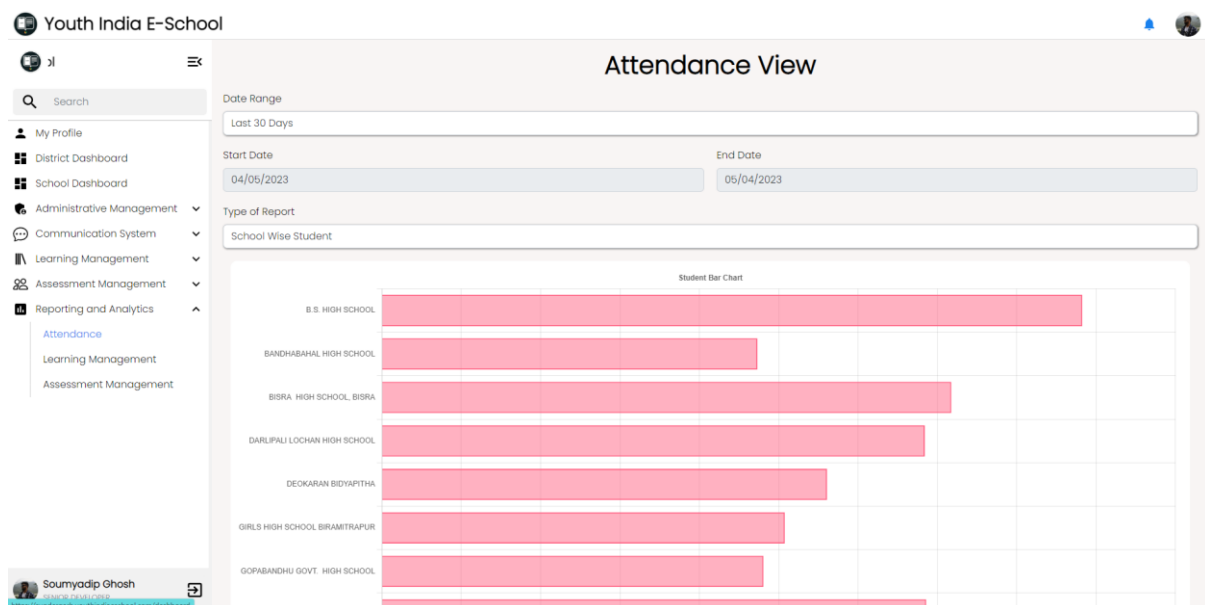 Youth India E-School
ol
Search
My Profile
District Dashboard
School Dashboard
Administrative Management
Communication System
Learning Management
Assessment Management
Reporting and Analytics
Attendance
Learning Management
Assessment Management
Soumyadip Ghosh
SENIOR DEVELOPER
Attendance View
Date Range
Last 30 Days
Start Date
End Date
04/05/2023
05/04/2023
Type of Report
School Wise Student
Student Bar Chart
B.S. HIGH SCHOOL
BANDHABAHAL HIGH SCHOOL
BISRA HIGH SCHOOL, BISRA
DARLIPALI LOCHAN HIGH SCHOOL
DEOKARAN BIDYAPITHA
GIRLS HIGH SCHOOL BIRAMITRAPUR
GOPABANDHU GOVT. HIGH SCHOOL